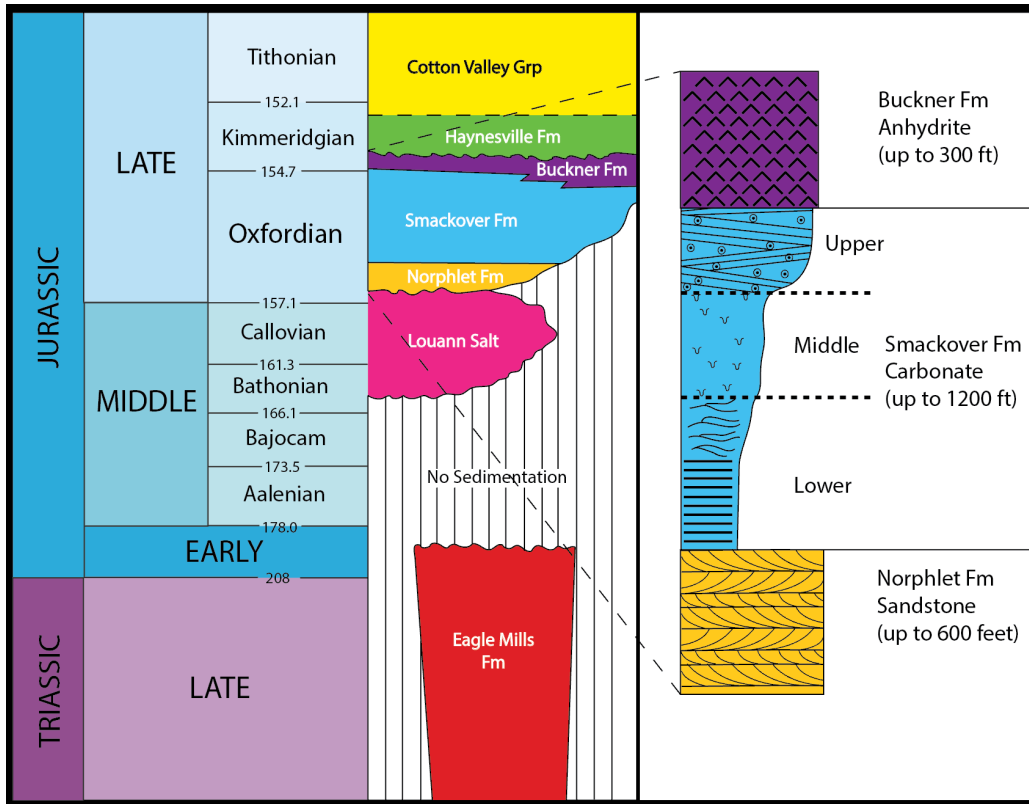 JURASSIC
TRIASSIC
LATE
MIDDLE
EARLY
LATE
Tithonian
152.1
Kimmeridgian
154.7
Oxfordian
157.1
Callovian
161.3
Bathonian
166.1
Bajocam
173.5
Aalenian
178.0
208
Cotton Valley Grp
Haynesville Fm
Buckner Fm
Smackover Fm
Norphlet Fm
Louann Salt
No Sedimentation
Eagle Mills
Fm
Buckner Fm
Anhydrite
(up to 300 ft)
Upper
Middle
Lower
Smackover Fm
Carbonate
(up to 1200 ft)
Norphlet Fm
Sandstone
(up to 600 feet)